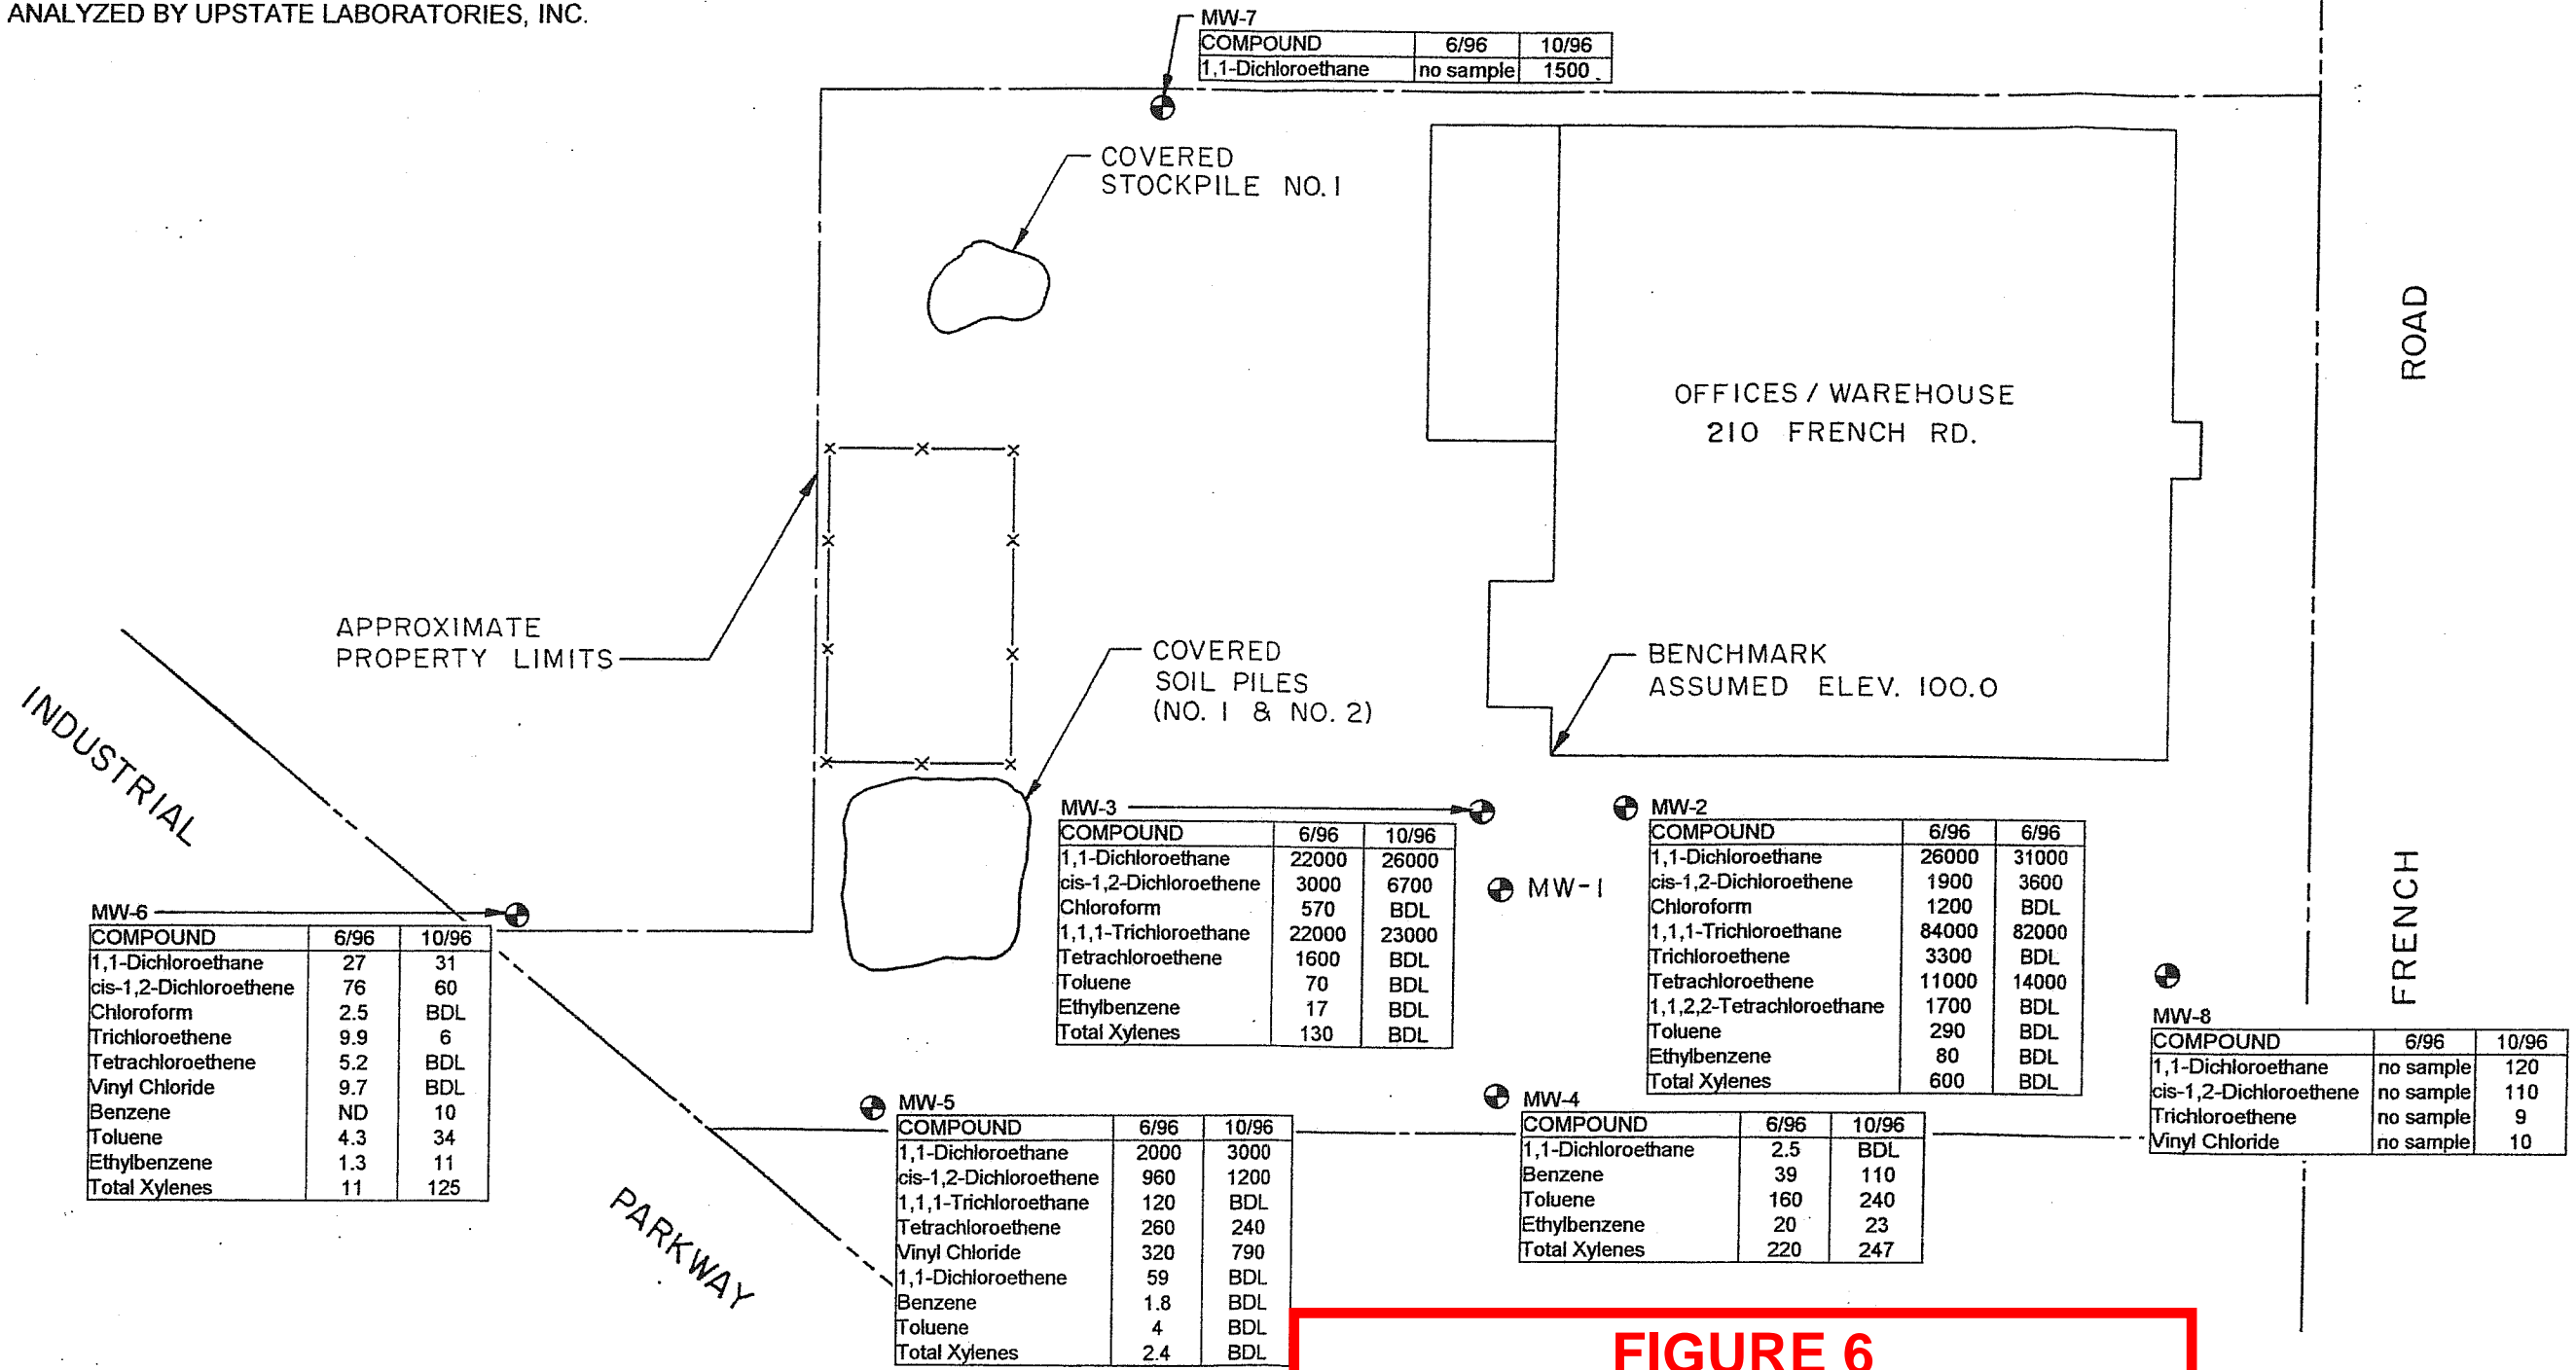 ANALYZED BY UPSTATE LABORATORIES, INC.
MW-7
COMPOUND 6/96 10/96
1,1-Dichloroethane no sample 1500
COVERED
STOCKPILE NO. 1
OFFICES / WAREHOUSE
210 FRENCH RD.
ROAD
FRENCH
APPROXIMATE
PROPERTY LIMITS
COVERED
SOIL PILES
(NO. 1 & NO. 2)
BENCHMARK
ASSUMED ELEV. 100.0
INDUSTRIAL
PARKWAY
MW-3
COMPOUND 6/96 10/96
1,1-Dichloroethane 22000 26000
cis-1,2-Dichloroethene 3000 6700
Chloroform 570 BDL
1,1,1-Trichloroethane 22000 23000
Tetrachloroethene 1600 BDL
Toluene 70 BDL
Ethylbenzene 17 BDL
Total Xylenes 130 BDL
MW-1
MW-2
COMPOUND 6/96 6/96
1,1-Dichloroethane 26000 31000
cis-1,2-Dichloroethene 1900 3600
Chloroform 1200 BDL
1,1,1-Trichloroethane 84000 82000
Trichloroethene 3300 BDL
Tetrachloroethene 11000 14000
1,1,2,2-Tetrachloroethane 1700 BDL
Toluene 290 BDL
Ethylbenzene 80 BDL
Total Xylenes 600 BDL
MW-6
COMPOUND 6/96 10/96
1,1-Dichloroethane 27 31
cis-1,2-Dichloroethene 76 60
Chloroform 2.5 BDL
Trichloroethene 9.9 6
Tetrachloroethene 5.2 BDL
Vinyl Chloride 9.7 BDL
Benzene ND 10
Toluene 4.3 34
Ethylbenzene 1.3 11
Total Xylenes 11 125
MW-8
COMPOUND 6/96 10/96
1,1-Dichloroethane no sample 120
cis-1,2-Dichloroethene no sample 110
Trichloroethene no sample 9
Vinyl Chloride no sample 10
MW-5
COMPOUND 6/96 10/96
1,1-Dichloroethane 2000 3000
cis-1,2-Dichloroethene 960 1200
1,1,1-Trichloroethane 120 BDL
Tetrachloroethene 260 240
Vinyl Chloride 320 790
1,1-Dichloroethene 59 BDL
Benzene 1.8 BDL
Toluene 4 BDL
Total Xylenes 2.4 BDL
MW-4
COMPOUND 6/96 10/96
1,1-Dichloroethane 2.5 BDL
Benzene 39 110
Toluene 160 240
Ethylbenzene 20 23
Total Xylenes 220 247
FIGURE 6